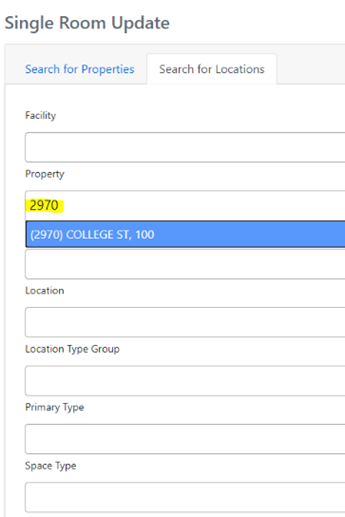 Single Room Update
Search for Properties Search for Locations
Facility
Property
2970
(2970) COLLEGE ST, 100
Location
Location Type Group
Primary Type
Space Type